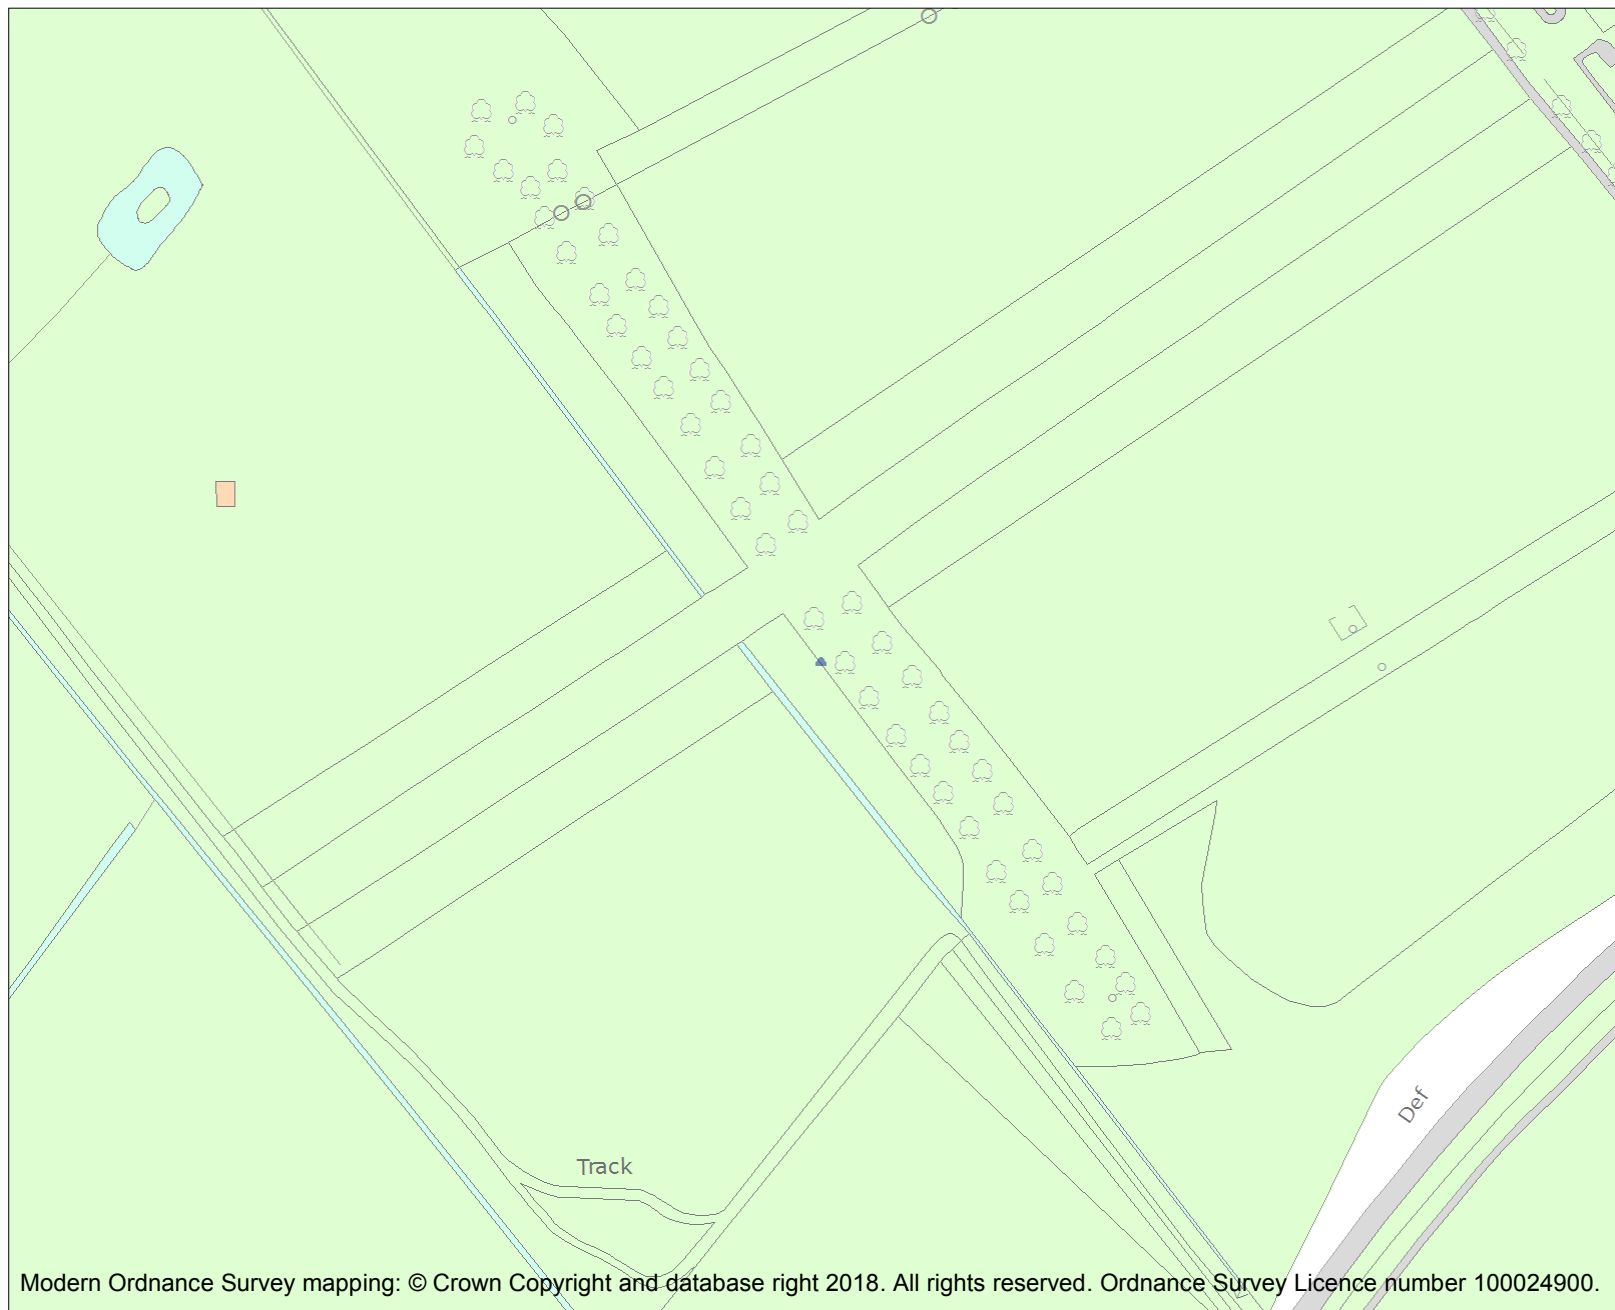 Def
Track
Modern Ordnance Survey mapping: © Crown Copyright and database right 2018. All rights reserved. Ordnance Survey Licence number 100024900.